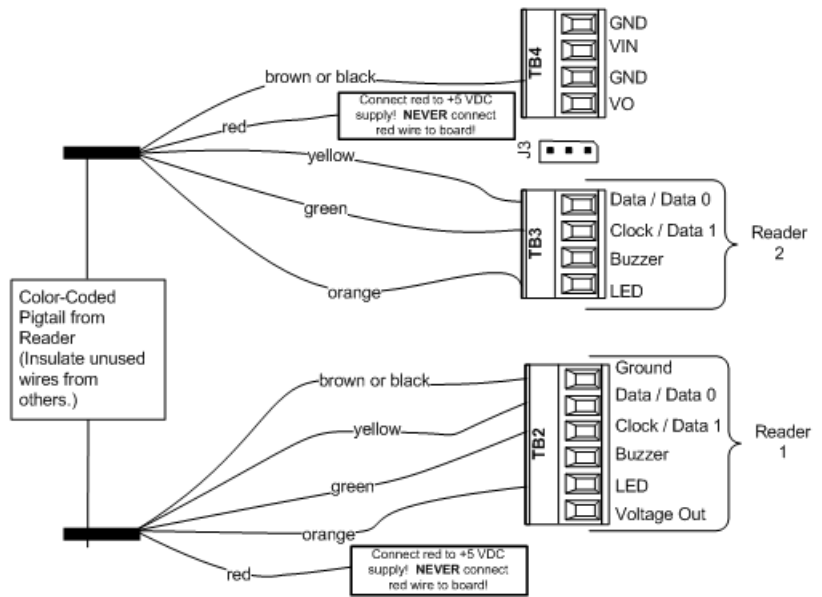 GND
VIN
GND
VO
TB4
brown or black
Connect red to +5 VDC
supply! NEVER connect
red wire to board!
red
J3
yellow
green
orange
TB3
Data / Data 0
Clock / Data 1
Buzzer
LED
Reader
2
Color-Coded
Pigtail from
Reader
(Insulate unused
wires from
others.)
brown or black
yellow
green
orange
red
TB2
Ground
Data / Data 0
Clock / Data 1
Buzzer
LED
Voltage Out
Reader
1
Connect red to +5 VDC
supply! NEVER connect
red wire to board!